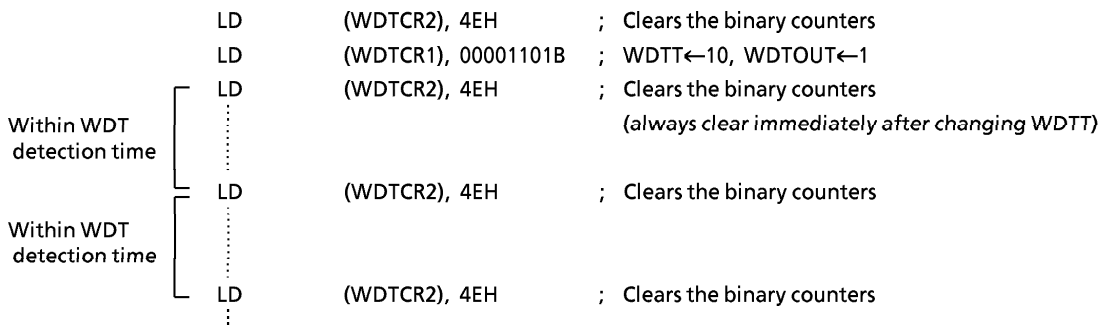 LD (WDTCR2), 4EH ; Clears the binary counters
LD (WDTCR1), 00001101B ; WDTT←10, WDTOUT←1
LD (WDTCR2), 4EH ; Clears the binary counters
(always clear immediately after changing WDTT)
Within WDT
detection time
LD (WDTCR2), 4EH ; Clears the binary counters
Within WDT
detection time
LD (WDTCR2), 4EH ; Clears the binary counters